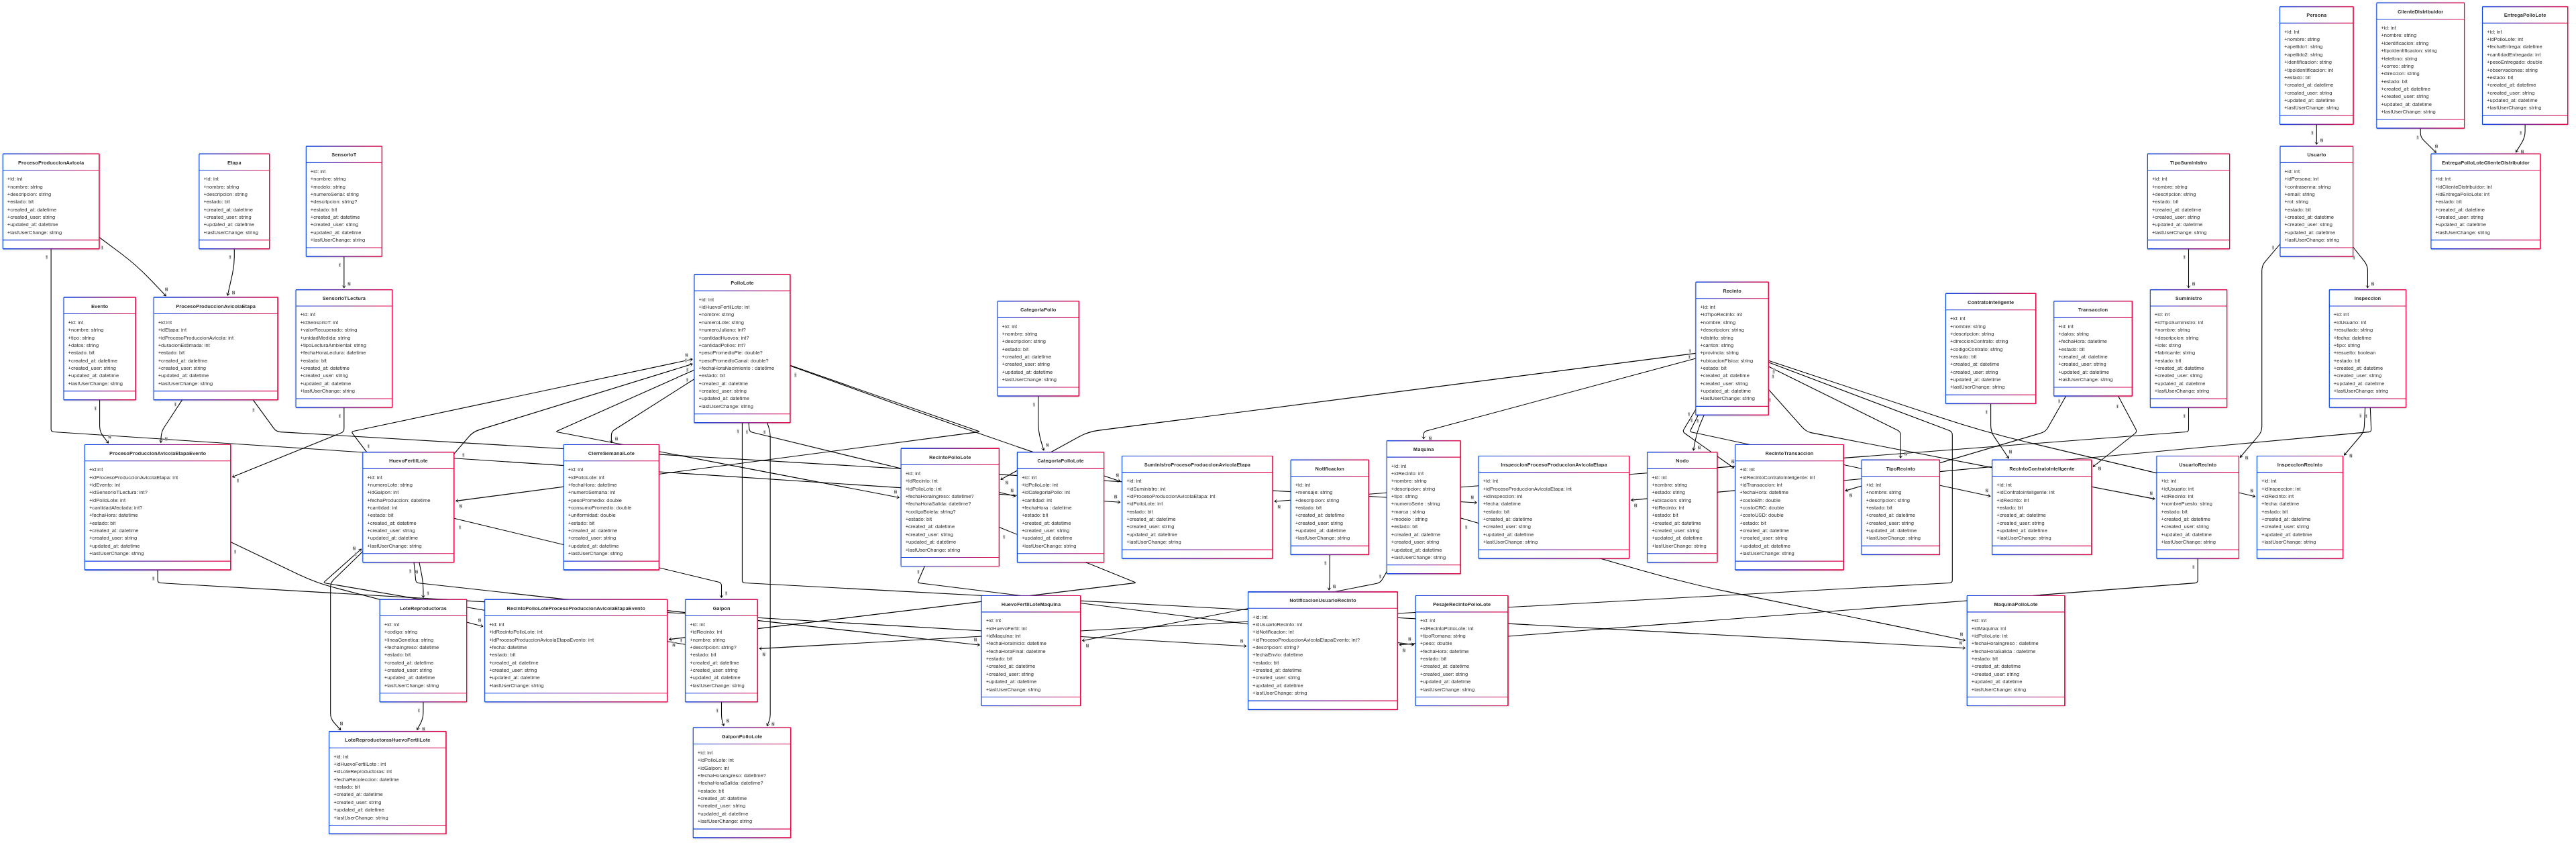 Persona
+id: int
+nombre: string
+apellido1: string
+apellido2: string
+identificacion: string
+tipoIdentificacion: int
+estado: bit
+created_at: datetime
+created_user: string
+updated_at: datetime
+lastUserChange: string
ClienteDistribuidor
+id: int
+nombre: string
+identificacion: string
+tipoIdentificacion: string
+telefono: string
+correo: string
+direccion: string
+estado: bit
+created_at: datetime
+created_user: string
+updated_at: datetime
+lastUserChange: string
EntregaPolloLote
+id: int
+idPolloLote: int
+fechaEntrega: datetime
+cantidadEntregada: int
+pesoEntregado: double
+observaciones: string
+estado: bit
+created_at: datetime
+created_user: string
+updated_at: datetime
+lastUserChange: string
ProcesoProduccionAvicola
+id: int
+nombre: string
+descripcion: string
+estado: bit
+created_at: datetime
+created_user: string
+updated_at: datetime
+lastUserChange: string
Etapa
+id: int
+nombre: string
+descripcion: string
+estado: bit
+created_at: datetime
+created_user: string
+updated_at: datetime
+lastUserChange: string
SensorIoT
+id: int
+nombre: string
+modelo: string
+numeroSerial: string
+descripcion: string?
+estado: bit
+created_at: datetime
+created_user: string
+updated_at: datetime
+lastUserChange: string
TipoSuministro
+id: int
+nombre: string
+descripcion: string
+estado: bit
+created_at: datetime
+created_user: string
+updated_at: datetime
+lastUserChange: string
Usuario
+id: int
+idPersona: int
+contrasenna: string
+email: string
+rol: string
+estado: bit
+created_at: datetime
+created_user: string
+updated_at: datetime
+lastUserChange: string
EntregaPolloLoteClienteDistribuidor
+id: int
+idClienteDistribuidor: int
+idEntregaPolloLote: int
+estado: bit
+created_at: datetime
+created_user: string
+updated_at: datetime
+lastUserChange: string
Evento
+id: int
+nombre: string
+tipo: string
+datos: string
+estado: bit
+created_at: datetime
+created_user: string
+updated_at: datetime
+lastUserChange: string
ProcesoProduccionAvicolaEtapa
+id:int
+idEtapa: int
+idProcesoProduccionAvicola: int
+duracionEstimada: int
+estado: bit
+created_at: datetime
+created_user: string
+updated_at: datetime
+lastUserChange: string
SensorIoTLectura
+id: int
+idSensorIoT: int
+valorRecuperado: string
+unidadMedida: string
+tipoLecturaAmbiental: string
+fechaHoraLectura: datetime
+estado: bit
+created_at: datetime
+created_user: string
+updated_at: datetime
+lastUserChange: string
PolloLote
+id: int
+idHuevoFertilLote: int
+nombre: string
+numeroLote: string
+numeroJuliano: int?
+cantidadHuevos: int?
+cantidadPollos: int?
+pesoPromedioPie: double?
+pesoPromedioCanal: double?
+fechaHoraNacimiento : datetime
+estado: bit
+created_at: datetime
+created_user: string
+updated_at: datetime
+lastUserChange: string
CategoriaPollo
+id: int
+nombre: string
+descripcion: string
+estado: bit
+created_at: datetime
+created_user: string
+updated_at: datetime
+lastUserChange: string
Recinto
+id: int
+idTipoRecinto: int
+nombre: string
+descripcion: string
+distrito: string
+canton: string
+provincia: string
+ubicacionFisica: string
+estado: bit
+created_at: datetime
+created_user: string
+updated_at: datetime
+lastUserChange: string
ContratoInteligente
+id: int
+nombre: string
+descripcion: string
+direccionContrato: string
+codigoContrato: string
+estado: bit
+created_at: datetime
+created_user: string
+updated_at: datetime
+lastUserChange: string
Transaccion
+id: int
+datos: string
+fechaHora: datetime
+estado: bit
+created_at: datetime
+created_user: string
+updated_at: datetime
+lastUserChange: string
Suministro
+id: int
+idTipoSuministro: int
+nombre: string
+descripcion: string
+lote: string
+fabricante: string
+estado: bit
+created_at: datetime
+created_user: string
+updated_at: datetime
+lastUserChange: string
Inspeccion
+id: int
+idUsuario: int
+resultado: string
+fecha: datetime
+tipo: string
+resuelto: boolean
+estado: bit
+created_at: datetime
+created_user: string
+updated_at: datetime
+lastUserChange: string
ProcesoProduccionAvicolaEtapaEvento
+id:int
+idProcesoProduccionAvicolaEtapa: int
+idEvento: int
+idSensorIoTLectura: int?
+idPolloLote: int
+cantidadAfectada: int?
+fechaHora: datetime
+estado: bit
+created_at: datetime
+created_user: string
+updated_at: datetime
+lastUserChange: string
HuevoFertilLote
+id: int
+numeroLote: string
+idGalpon: int
+fechaProduccion: datetime
+cantidad: int
+estado: bit
+created_at: datetime
+created_user: string
+updated_at: datetime
+lastUserChange: string
CierreSemanalLote
+id: int
+idPolloLote: int
+fechaHora: datetime
+numeroSemana: int
+pesoPromedio: double
+consumoPromedio: double
+uniformidad: double
+estado: bit
+created_at: datetime
+created_user: string
+updated_at: datetime
+lastUserChange: string
RecintoPolloLote
+id: int
+idRecinto: int
+idPolloLote: int
+fechaHoraIngreso: datetime?
+fechaHoraSalida: datetime?
+codigoBoleta: string?
+estado: bit
+created_at: datetime
+created_user: string
+updated_at: datetime
+lastUserChange: string
CategoriaPolloLote
+id: int
+idPolloLote: int
+idCategoriaPollo: int
+cantidad: int
+fechaHora : datetime
+estado: bit
+created_at: datetime
+created_user: string
+updated_at: datetime
+lastUserChange: string
SuministroProcesoProduccionAvicolaEtapa
+id: int
+idSuministro: int
+idProcesoProduccionAvicolaEtapa: int
+idPolloLote: int
+estado: bit
+created_at: datetime
+created_user: string
+updated_at: datetime
+lastUserChange: string
Notificacion
+id: int
+mensaje: string
+descripcion: string
+estado: bit
+created_at: datetime
+created_user: string
+updated_at: datetime
+lastUserChange: string
Maquina
+id: int
+idRecinto: int
+nombre: string
+descripcion: string
+tipo: string
+numeroSerie : string
+marca : string
+modelo : string
+estado: bit
+created_at: datetime
+created_user: string
+updated_at: datetime
+lastUserChange: string
InspeccionProcesoProduccionAvicolaEtapa
+id: int
+idProcesoProduccionAvicolaEtapa: int
+idInspeccion: int
+fecha: datetime
+estado: bit
+created_at: datetime
+created_user: string
+updated_at: datetime
+lastUserChange: string
Nodo
+id: int
+nombre: string
+estado: string
+ubicacion: string
+idRecinto: int
+estado: bit
+created_at: datetime
+created_user: string
+updated_at: datetime
+lastUserChange: string
RecintoTransaccion
+id: int
+idRecintoContratoInteligente: int
+idTransaccion: int
+fechaHora: datetime
+costoEth: double
+costoCRC: double
+costoUSD: double
+estado: bit
+created_at: datetime
+created_user: string
+updated_at: datetime
+lastUserChange: string
TipoRecinto
+id: int
+nombre: string
+descripcion: string
+estado: bit
+created_at: datetime
+created_user: string
+updated_at: datetime
+lastUserChange: string
RecintoContratoInteligente
+id: int
+idContratoInteligente: int
+idRecinto: int
+estado: bit
+created_at: datetime
+created_user: string
+updated_at: datetime
+lastUserChange: string
UsuarioRecinto
+id: int
+idUsuario: int
+idRecinto: int
+nombrePuesto: string
+estado: bit
+created_at: datetime
+created_user: string
+updated_at: datetime
+lastUserChange: string
InspeccionRecinto
+id: int
+idInspeccion: int
+idRecinto: int
+fecha: datetime
+estado: bit
+created_at: datetime
+created_user: string
+updated_at: datetime
+lastUserChange: string
LoteReproductoras
+id: int
+codigo: string
+lineaGenetica: string
+fechaIngreso: datetime
+estado: bit
+created_at: datetime
+created_user: string
+updated_at: datetime
+lastUserChange: string
RecintoPolloLoteProcesoProduccionAvicolaEtapaEvento
+id: int
+idRecintoPolloLote: int
+idProcesoProduccionAvicolaEtapaEvento: int
+fecha: datetime
+estado: bit
+created_at: datetime
+created_user: string
+updated_at: datetime
+lastUserChange: string
Galpon
+id: int
+idRecinto: int
+nombre: string
+descripcion: string?
+estado: bit
+created_at: datetime
+created_user: string
+updated_at: datetime
+lastUserChange: string
HuevoFertilLoteMaquina
+id: int
+idHuevoFertil: int
+idMaquina: int
+fechaHoraInicio: datetime
+fechaHoraFinal: datetime
+estado: bit
+created_at: datetime
+created_user: string
+updated_at: datetime
+lastUserChange: string
NotificacionUsuarioRecinto
+id: int
+idUsuarioRecinto: int
+idNotificacion: int
+idProcesoProduccionAvicolaEtapaEvento: int?
+descripcion: string?
+fechaEnvio: datetime
+estado: bit
+created_at: datetime
+created_user: string
+updated_at: datetime
+lastUserChange: string
PesajeRecintoPolloLote
+id: int
+idRecintoPolloLote: int
+tipoRomana: string
+peso: double
+fechaHora: datetime
+estado: bit
+created_at: datetime
+created_user: string
+updated_at: datetime
+lastUserChange: string
MaquinaPolloLote
+id: int
+idMaquina: int
+idPolloLote: int
+fechaHoraIngreso : datetime
+fechaHoraSalida : datetime
+estado: bit
+created_at: datetime
+created_user: string
+updated_at: datetime
+lastUserChange: string
LoteReproductorasHuevoFertilLote
+id: int
+idHuevoFertilLote : int
+idLoteReproductoras: int
+fechaRecoleccion: datetime
+estado: bit
+created_at: datetime
+created_user: string
+updated_at: datetime
+lastUserChange: string
GalponPolloLote
+id: int
+idPolloLote: int
+idGalpon: int
+fechaHoraIngreso: datetime?
+fechaHoraSalida: datetime?
+estado: bit
+created_at: datetime
+created_user: string
+updated_at: datetime
+lastUserChange: string